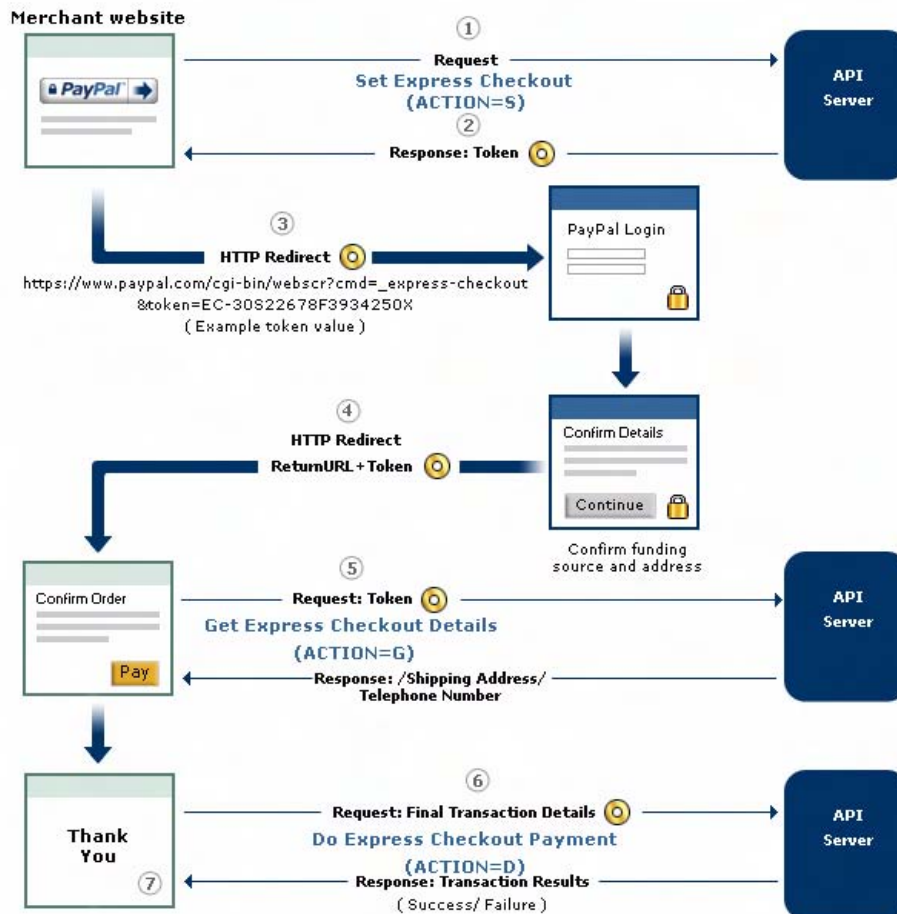 Merchant website
PayPal
①
Request
Set Express Checkout
(ACTION=S)
API
Server
②
Response: Token
③
HTTP Redirect
https://www.paypal.com/cgi-bin/webscr?cmd=_express-checkout
&token=EC-30S22678F3934250X
( Example token value )
PayPal Login
④
HTTP Redirect
ReturnURL+Token
Confirm Details
Continue
Confirm funding
source and address
Confirm Order
Pay
⑤
Request: Token
Get Express Checkout Details
(ACTION=G)
Response: /Shipping Address/
Telephone Number
API
Server
⑥
Request: Final Transaction Details
Do Express Checkout Payment
(ACTION=D)
Response: Transaction Results
( Success/ Failure )
API
Server
Thank
You
⑦